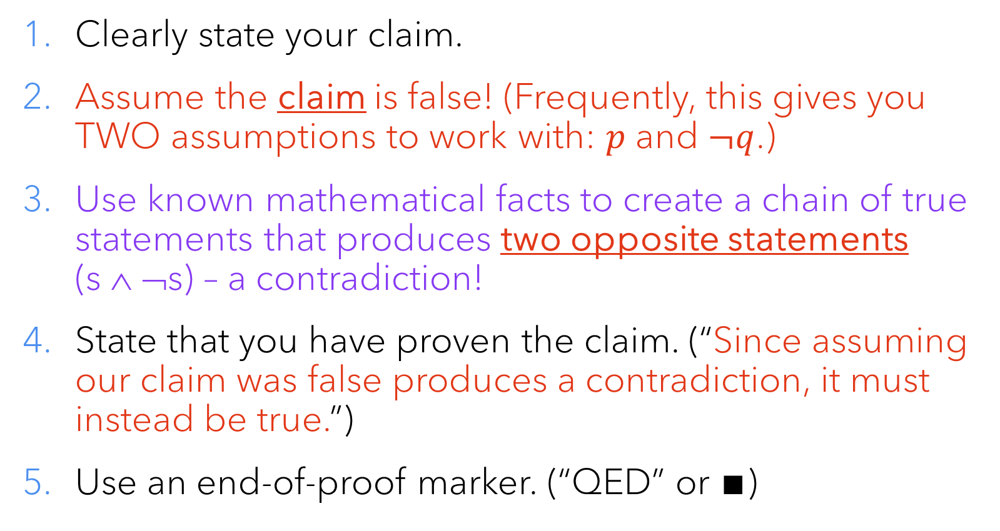 1. Clearly state your claim.
2. Assume the claim is false! (Frequently, this gives you
TWO assumptions to work with: p and ¬q.)
3. Use known mathematical facts to create a chain of true
statements that produces two opposite statements
(s ∧ ¬s) – a contradiction!
4. State that you have proven the claim. (“Since assuming
our claim was false produces a contradiction, it must
instead be true.”)
5. Use an end-of-proof marker. (“QED” or ■)